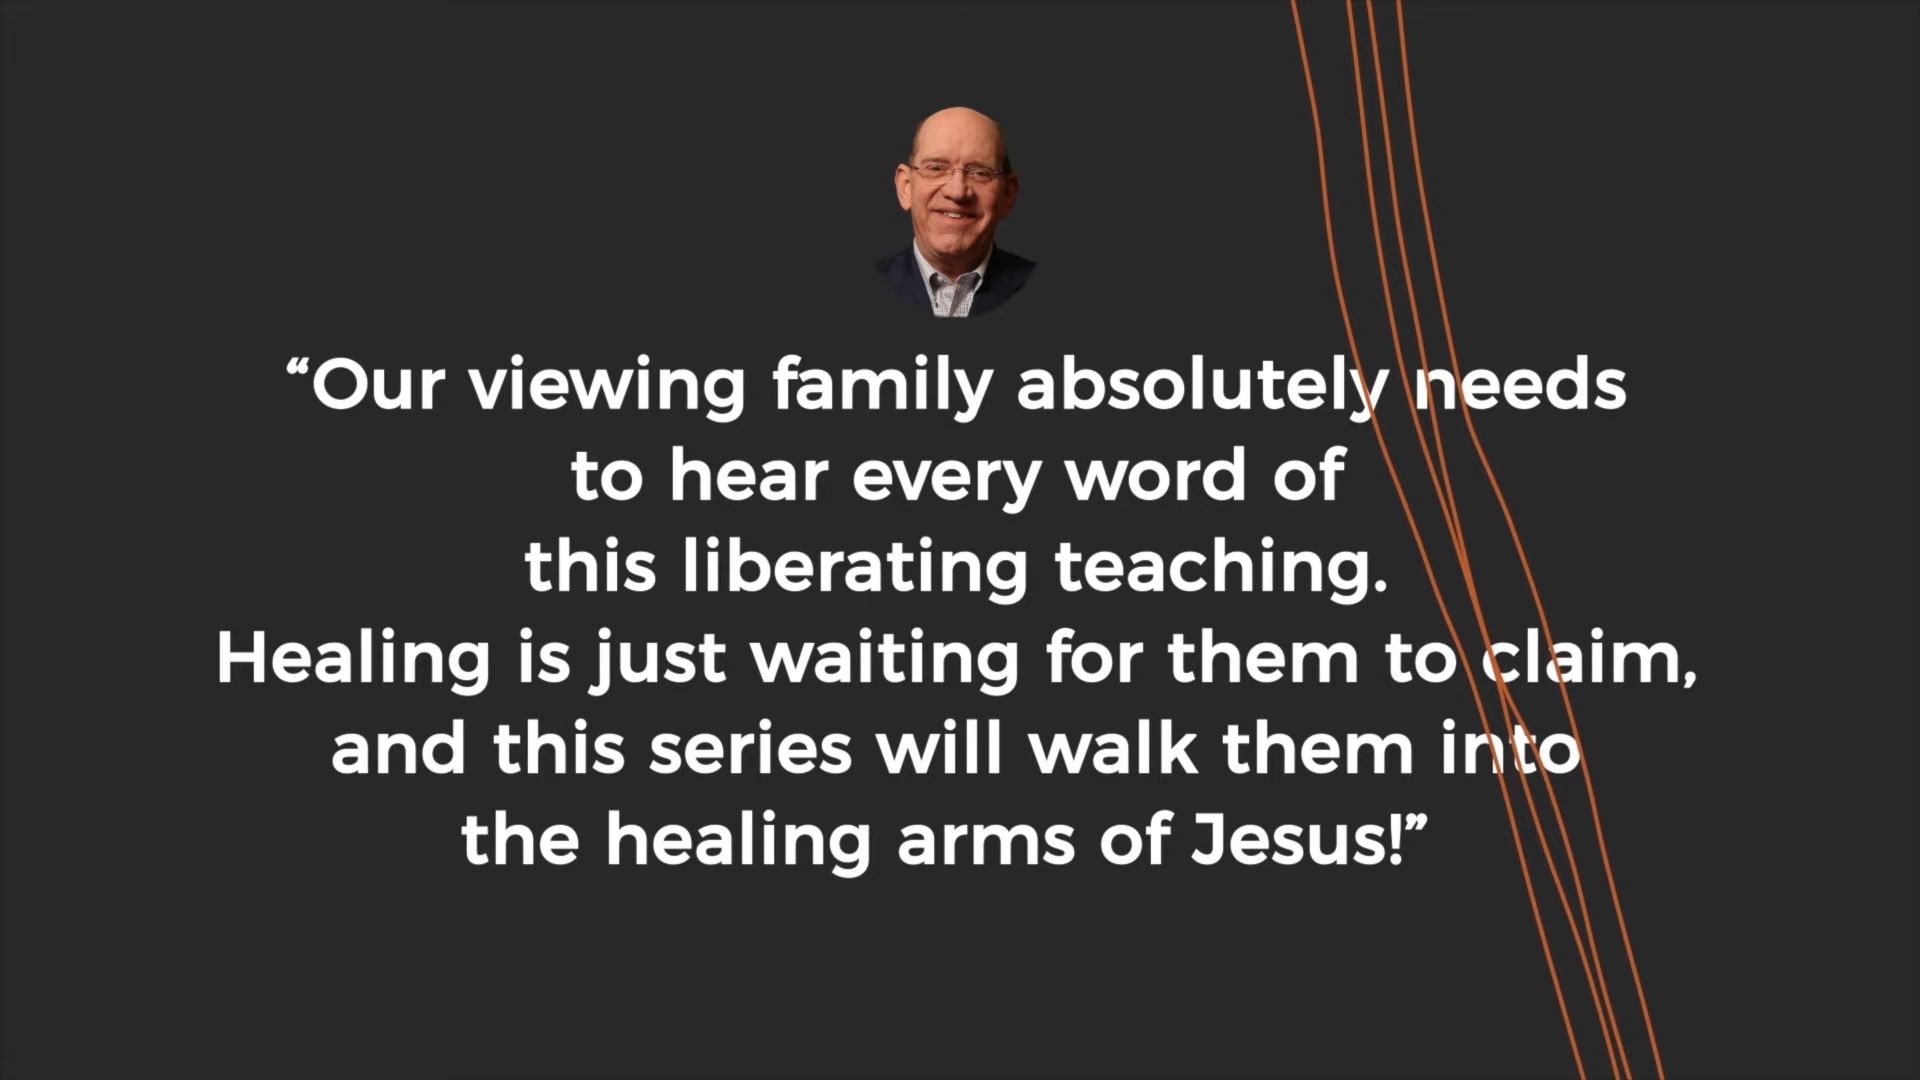 “Our viewing family absolutely needs
to hear every word of
this liberating teaching.
Healing is just waiting for them to claim,
and this series will walk them into
the healing arms of Jesus!”